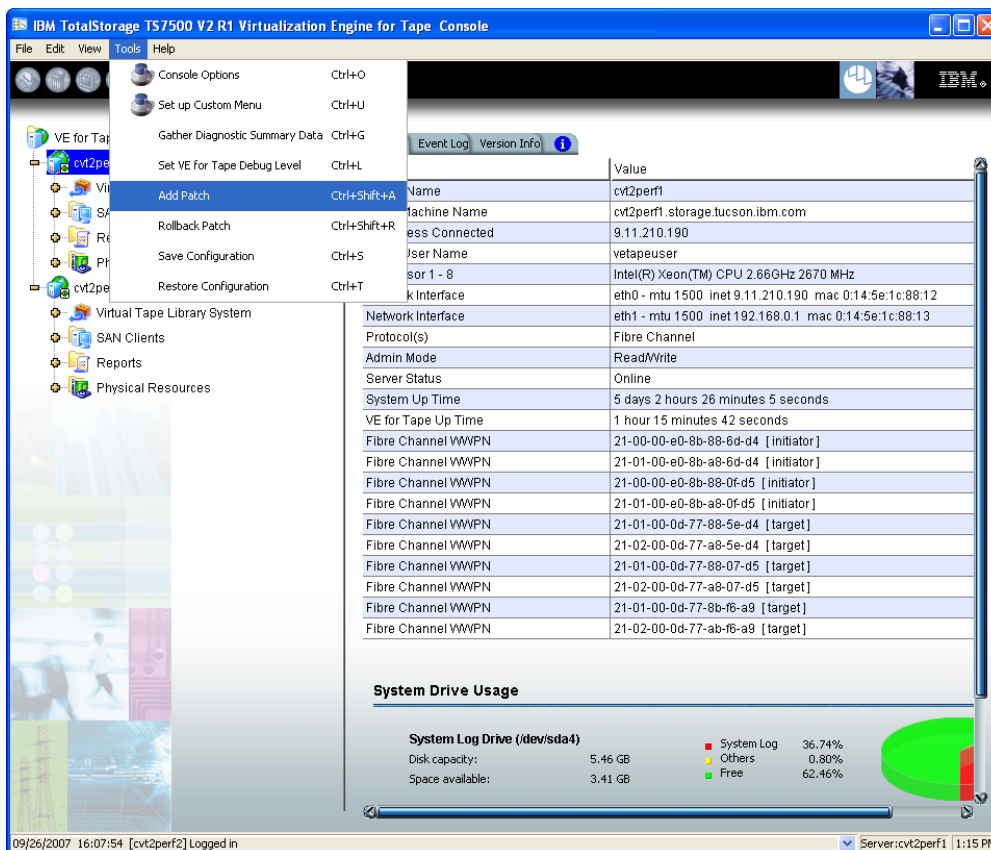 IBM TotalStorage TS7500 V2 R1 Virtualization Engine for Tape Console
File Edit View Tools Help
Console Options Ctrl+O
Set up Custom Menu Ctrl+U
Gather Diagnostic Summary Data Ctrl+G
Set VE for Tape Debug Level Ctrl+L
Add Patch Ctrl+Shift+A
Rollback Patch Ctrl+Shift+R
Save Configuration Ctrl+S
Restore Configuration Ctrl+T
IBM
VE for Tap
cvt2pe
Vi
SA
Re
Ph
cvt2pe
Virtual Tape Library System
SAN Clients
Reports
Physical Resources
Event Log Version Info
Value
Name cvt2perf1
Machine Name cvt2perf1.storage.tucson.ibm.com
ess Connected 9.11.210.190
User Name vetapeuser
sor 1 - 8 Intel(R) Xeon(TM) CPU 2.66GHz 2670 MHz
k Interface eth0 - mtu 1500 inet 9.11.210.190 mac 0:14:5e:1c:88:12
Network Interface eth1 - mtu 1500 inet 192.168.0.1 mac 0:14:5e:1c:88:13
Protocol(s) Fibre Channel
Admin Mode Read/Write
Server Status Online
System Up Time 5 days 2 hours 26 minutes 5 seconds
VE for Tape Up Time 1 hour 15 minutes 42 seconds
Fibre Channel WWPN 21-00-00-e0-8b-88-6d-d4 [initiator]
Fibre Channel WWPN 21-01-00-e0-8b-a8-6d-d4 [initiator]
Fibre Channel WWPN 21-00-00-e0-8b-88-0f-d5 [initiator]
Fibre Channel WWPN 21-01-00-e0-8b-a8-0f-d5 [initiator]
Fibre Channel WWPN 21-01-00-0d-77-88-5e-d4 [target]
Fibre Channel WWPN 21-02-00-0d-77-a8-5e-d4 [target]
Fibre Channel WWPN 21-01-00-0d-77-88-07-d5 [target]
Fibre Channel WWPN 21-02-00-0d-77-a8-07-d5 [target]
Fibre Channel WWPN 21-01-00-0d-77-8b-f6-a9 [target]
Fibre Channel WWPN 21-02-00-0d-77-ab-f6-a9 [target]
System Drive Usage
System Log Drive (/dev/sda4)
Disk capacity: 5.46 GB
Space available: 3.41 GB
System Log 36.74%
Others 0.80%
Free 62.46%
09/26/2007 16:07:54 [cvt2perf2] Logged in
Server:cvt2perf1 1:15 PM